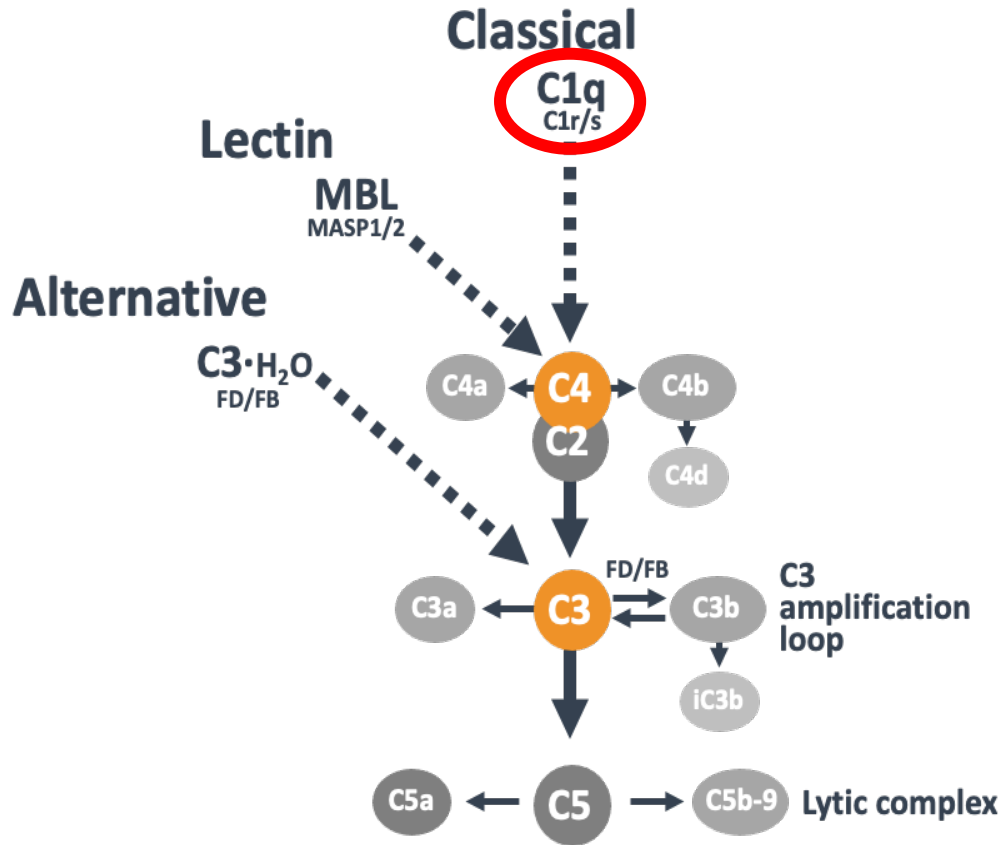 Classical
C1q
C1r/s
Lectin
MBL
MASP1/2
Alternative
C3·H₂O
FD/FB
C4a
C4
C4b
C2
C4d
FD/FB
C3a
C3
C3b
C3
amplification
loop
iC3b
C5a
C5
C5b-9
Lytic complex